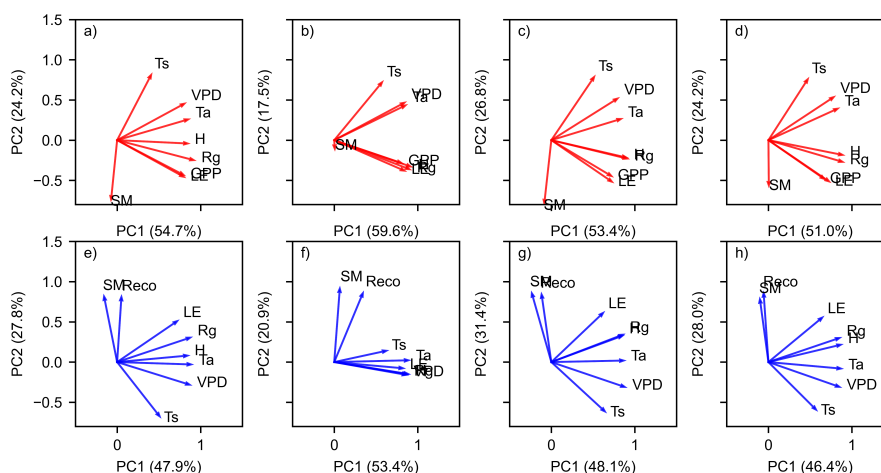 a)
Ts
VPD
Ta
H
Rg
GPP
LE
SM
1.5
1.0
0.5
0.0
−0.5
PC2 (24.2%)
PC1 (54.7%)
b)
Ts
VPD
Ta
SM
GPP
Rg
LE
PC2 (17.5%)
PC1 (59.6%)
c)
Ts
VPD
Ta
H
Rg
GPP
LE
SM
PC2 (26.8%)
PC1 (53.4%)
d)
Ts
VPD
Ta
H
Rg
GPP
LE
SM
PC2 (24.2%)
PC1 (51.0%)
e)
SM
Reco
LE
Rg
H
Ta
VPD
Ts
1.5
1.0
0.5
0.0
−0.5
0
1
PC2 (27.8%)
PC1 (47.9%)
f)
SM
Reco
Ts
Ta
LE
VPD
Rg
0
1
PC2 (20.9%)
PC1 (53.4%)
g)
SM
Reco
LE
Rg
Ta
VPD
Ts
0
1
PC2 (31.4%)
PC1 (48.1%)
h)
Reco
SM
LE
Rg
H
Ta
VPD
Ts
0
1
PC2 (28.0%)
PC1 (46.4%)